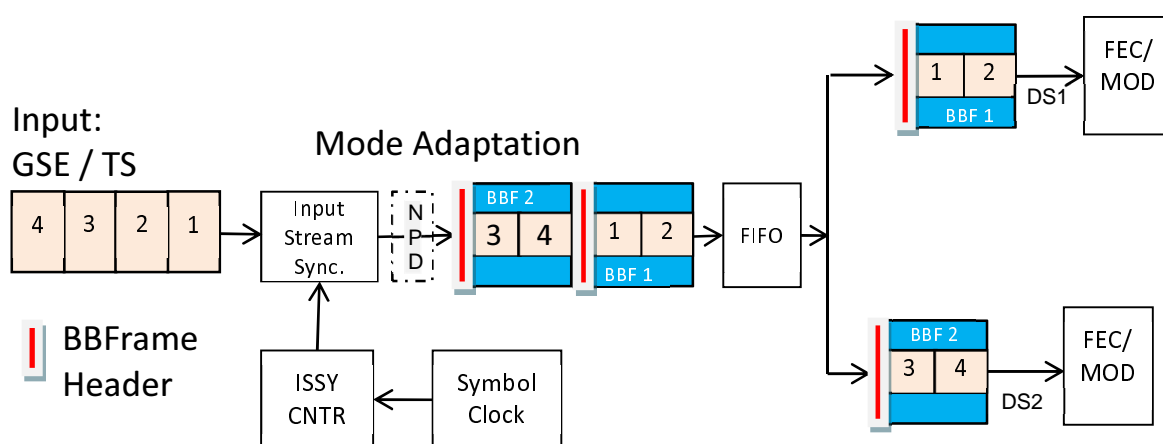 Input:
GSE / TS
4 3 2 1
Mode Adaptation
Input
Stream
Sync.
N
P
D
BBF 2
3 4
1 2
BBF 1
FIFO
1 2
BBF 1
DS1
FEC/
MOD
BBF 2
3 4
DS2
FEC/
MOD
BBFrame
Header
ISSY
CNTR
Symbol
Clock